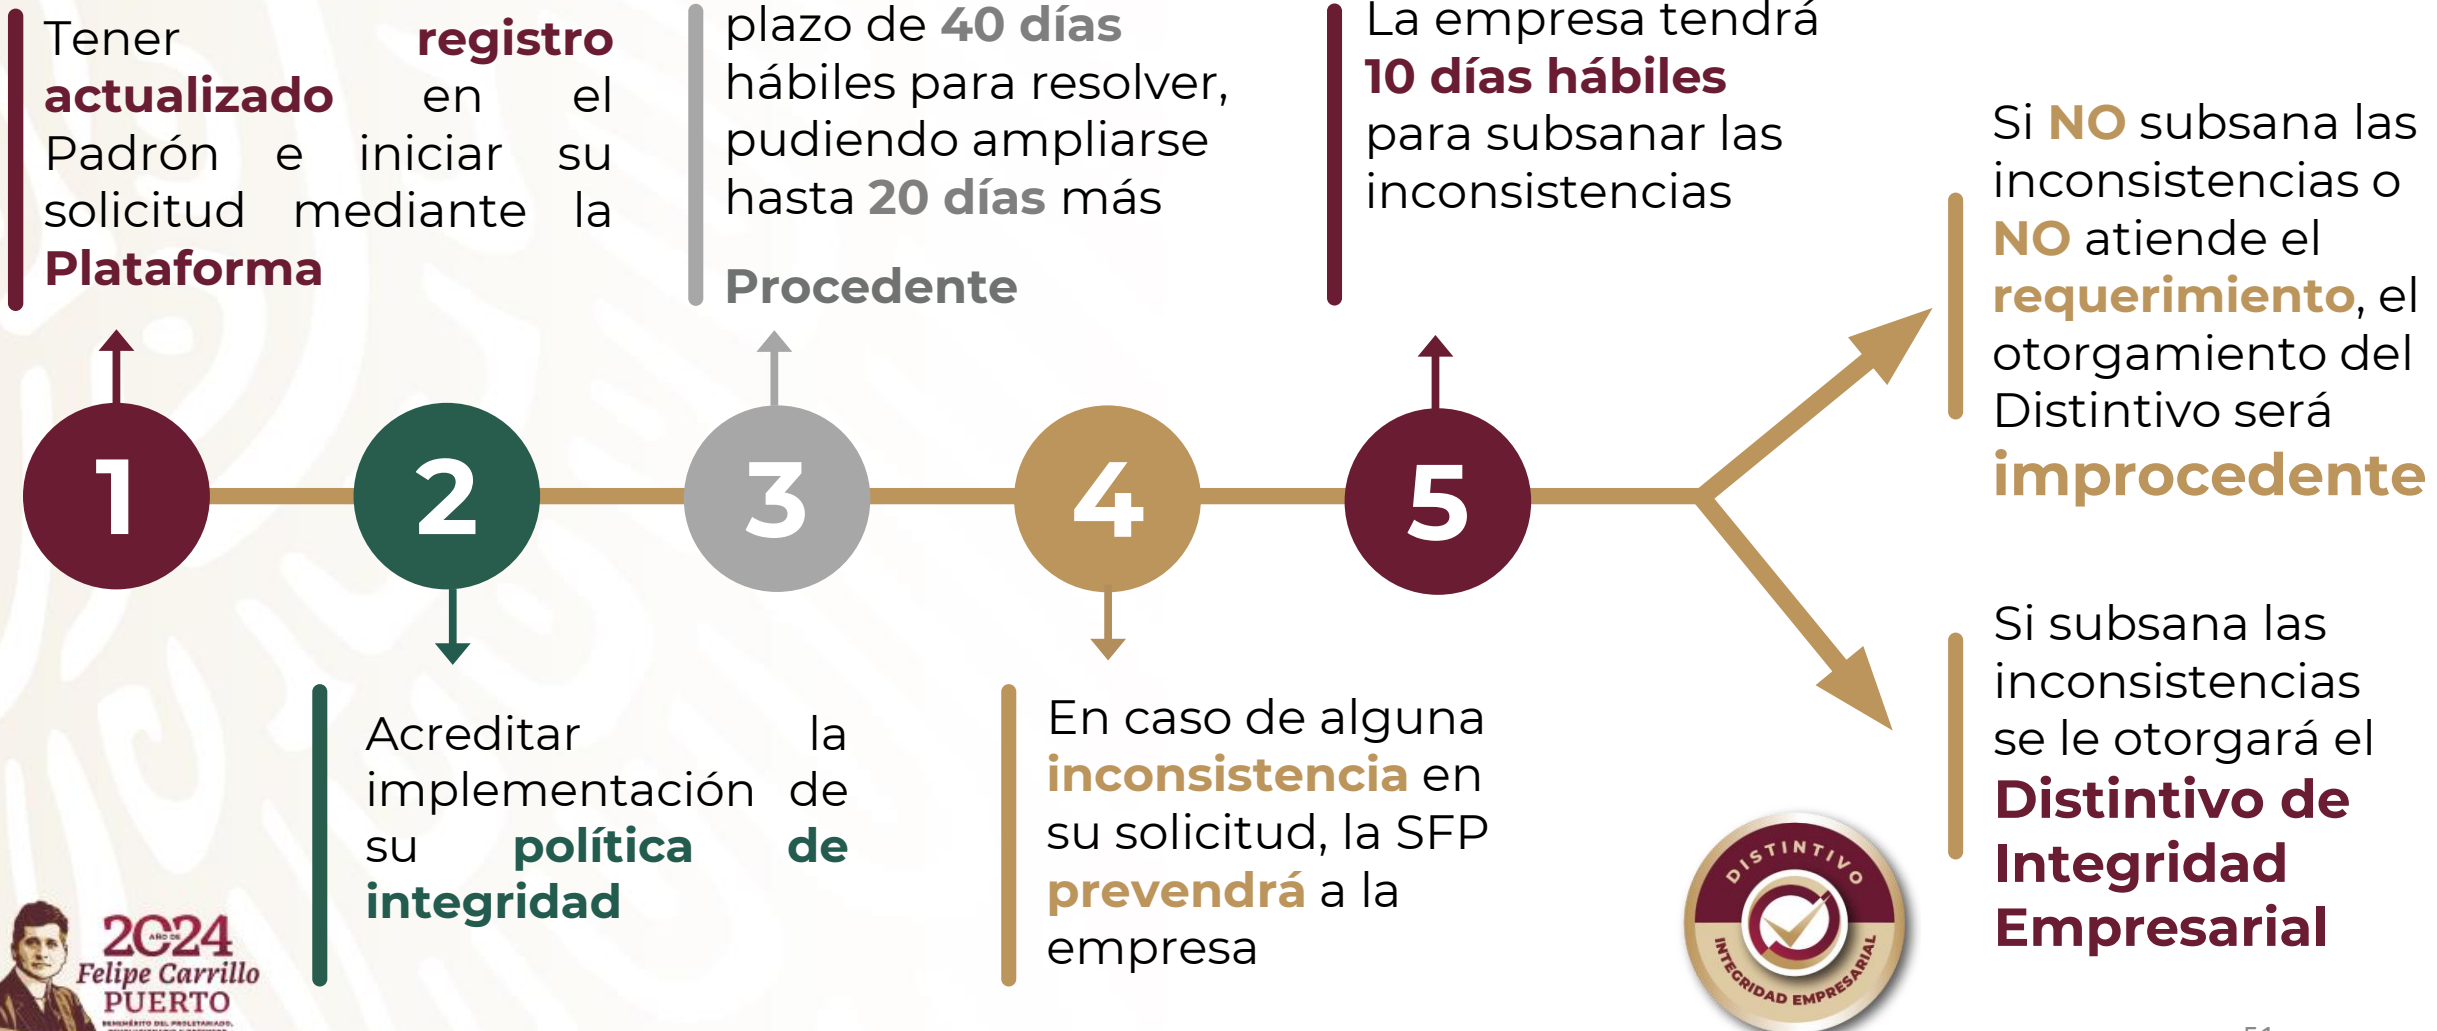 Tener registro
actualizado en el
Padrón e iniciar su
solicitud mediante la
Plataforma
plazo de 40 días
hábiles para resolver,
pudiendo ampliarse
hasta 20 días más
Procedente
La empresa tendrá
10 días hábiles
para subsanar las
inconsistencias
Si NO subsana las
inconsistencias o
NO atiende el
requerimiento, el
otorgamiento del
Distintivo será
improcedente
1
2
3
4
5
Acreditar la
implementación de
su política de
integridad
En caso de alguna
inconsistencia en
su solicitud, la SFP
prevendrá a la
empresa
Si subsana las
inconsistencias
se le otorgará el
Distintivo de
Integridad
Empresarial
DISTINTIVO
INTEGRIDAD EMPRESARIAL
2024
AÑO DE
Felipe Carrillo
PUERTO
BENEMÉRITO DEL PROLETARIADO,